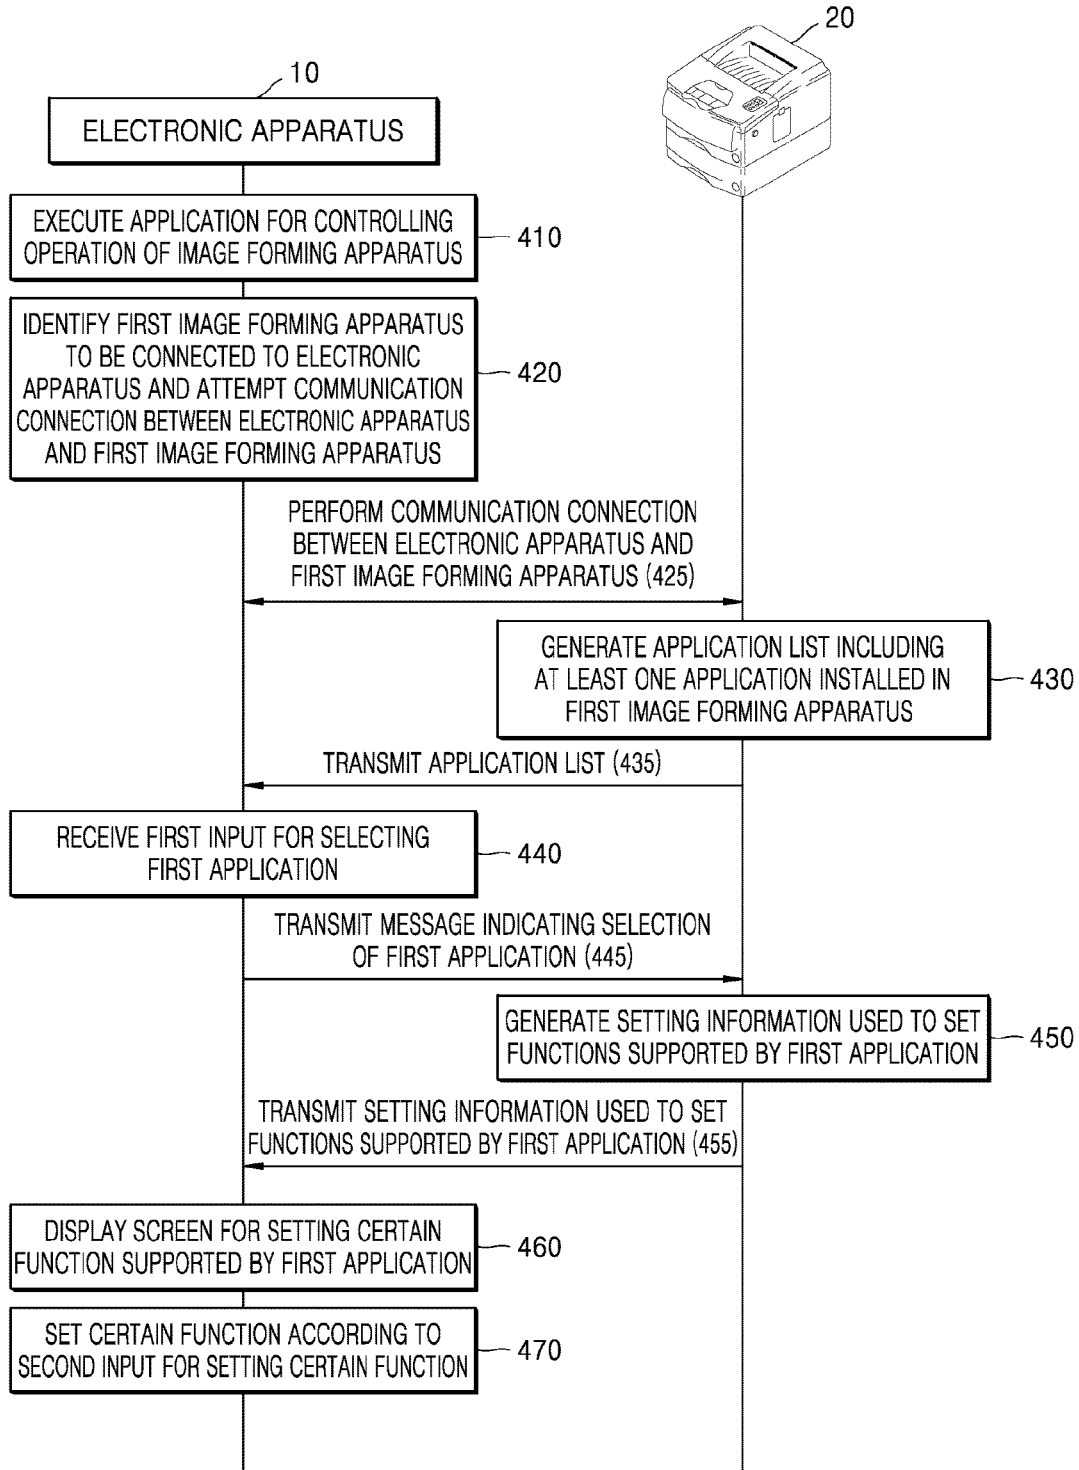 20
10
ELECTRONIC APPARATUS
EXECUTE APPLICATION FOR CONTROLLING
OPERATION OF IMAGE FORMING APPARATUS
410
IDENTIFY FIRST IMAGE FORMING APPARATUS
TO BE CONNECTED TO ELECTRONIC
APPARATUS AND ATTEMPT COMMUNICATION
CONNECTION BETWEEN ELECTRONIC APPARATUS
AND FIRST IMAGE FORMING APPARATUS
420
PERFORM COMMUNICATION CONNECTION
BETWEEN ELECTRONIC APPARATUS AND
FIRST IMAGE FORMING APPARATUS (425)
GENERATE APPLICATION LIST INCLUDING
AT LEAST ONE APPLICATION INSTALLED IN
FIRST IMAGE FORMING APPARATUS
430
TRANSMIT APPLICATION LIST (435)
RECEIVE FIRST INPUT FOR SELECTING
FIRST APPLICATION
440
TRANSMIT MESSAGE INDICATING SELECTION
OF FIRST APPLICATION (445)
GENERATE SETTING INFORMATION USED TO SET
FUNCTIONS SUPPORTED BY FIRST APPLICATION
450
TRANSMIT SETTING INFORMATION USED TO SET
FUNCTIONS SUPPORTED BY FIRST APPLICATION (455)
DISPLAY SCREEN FOR SETTING CERTAIN
FUNCTION SUPPORTED BY FIRST APPLICATION
460
SET CERTAIN FUNCTION ACCORDING TO
SECOND INPUT FOR SETTING CERTAIN FUNCTION
470